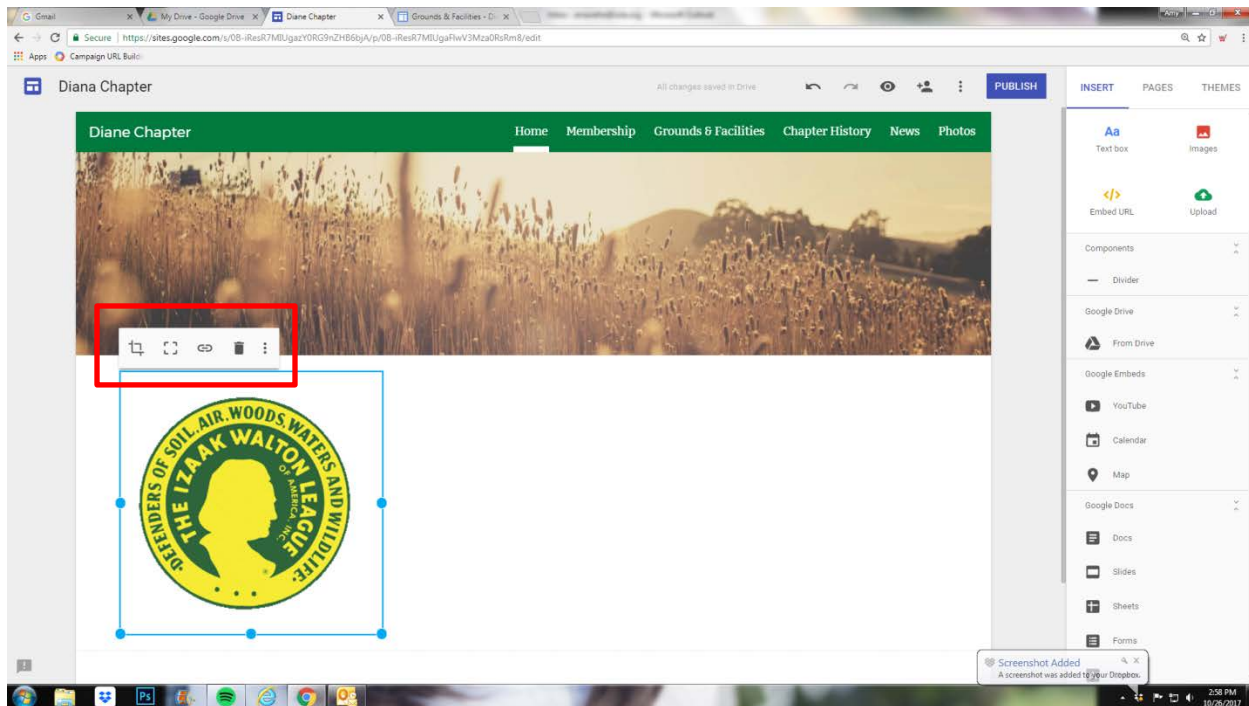 Gmail
My Drive - Google Drive
Diane Chapter
Grounds & Facilities - Di
Amy
Secure | https://sites.google.com/s/
/edit
Apps
Campaign URL Build
Diana Chapter
All changes saved in Drive
PUBLISH
INSERT
PAGES
THEMES
Diane Chapter
Home
Membership
Grounds & Facilities
Chapter History
News
Photos
Aa
Text box
Images
</>
Embed URL
Upload
Components
Divider
Google Drive
From Drive
Google Embeds
YouTube
Calendar
Map
Google Docs
Docs
Slides
Sheets
Forms
DEFENDERS OF SOIL.AIR.WOODS,WATERS AND WILDLIFE.
THE IZAAK WALTON LEAGUE
OF AMERICA, INC.
®
Screenshot Added
A screenshot was added to your Dropbox.
Ps
2:58 PM
10/26/2017